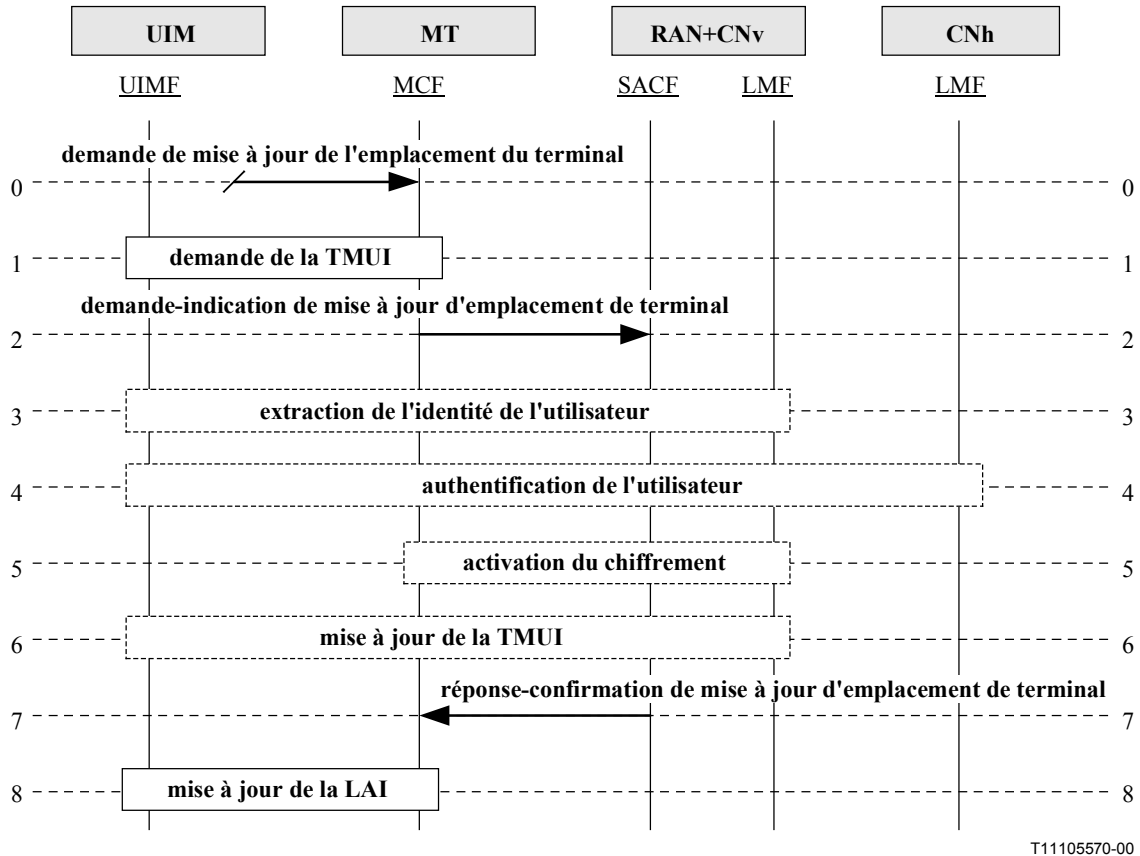 UIM MT RAN+CNv CNh
UIMF MCF SACF LMF LMF
demande de mise à jour de l'emplacement du terminal
0 0
1 demande de la TMUI 1
demande-indication de mise à jour d'emplacement de terminal
2 2
3 extraction de l'identité de l'utilisateur 3
4 authentification de l'utilisateur 4
5 activation du chiffrement 5
6 mise à jour de la TMUI 6
réponse-confirmation de mise à jour d'emplacement de terminal
7 7
8 mise à jour de la LAI 8
T11105570-00